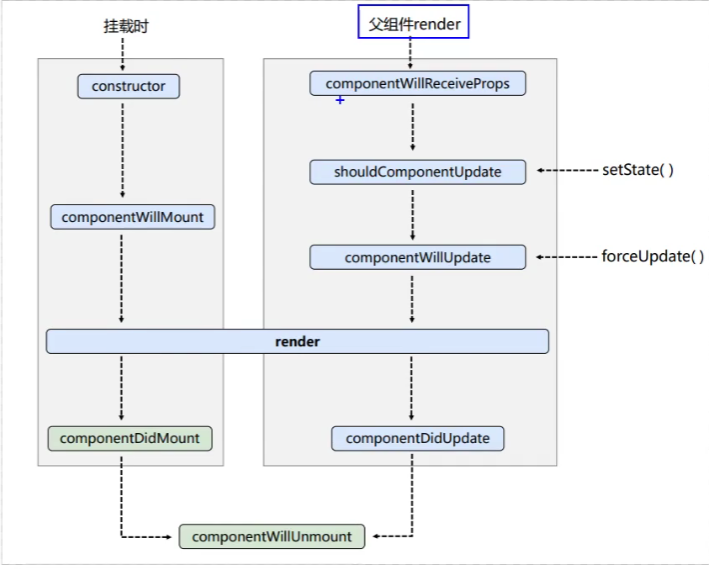 挂载时
父组件render
constructor
componentWillReceiveProps
shouldComponentUpdate
setState( )
componentWillMount
componentWillUpdate
forceUpdate( )
render
componentDidMount
componentDidUpdate
componentWillUnmount